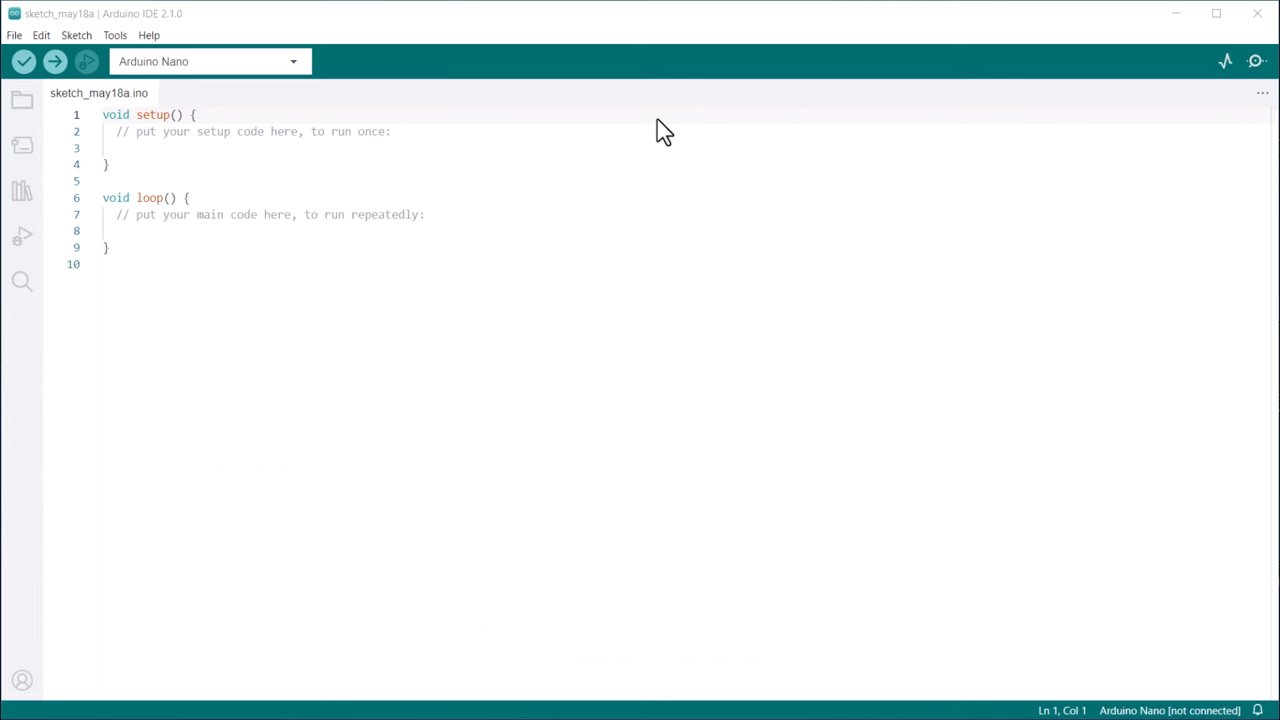 sketch_may18a | Arduino IDE 2.1.0
File Edit Sketch Tools Help
Arduino Nano
sketch_may18a.ino
1 void setup() {
2 // put your setup code here, to run once:
3
4 }
5
6 void loop() {
7 // put your main code here, to run repeatedly:
8
9 }
10
Ln 1, Col 1 Arduino Nano [not connected]